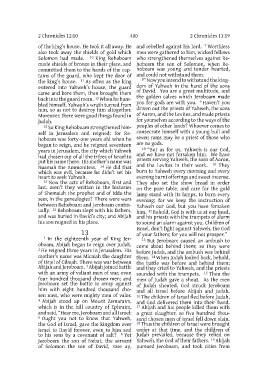 2 Chronicles 12:10 430 2 Chronicles 13:19
of the king's house. He took it all away. He
also took away the shields of gold which
Solomon had made. 10 King Rehoboam
made shields of bronze in their place, and
committed them to the hands of the cap-
tains of the guard, who kept the door of
the king's house. 11 As often as the king
entered into Yahweh's house, the guard
came and bore them, then brought them
back into the guard room. 12 When he hum-
bled himself, Yahweh's wrath turned from
him, so as not to destroy him altogether.
Moreover, there were good things found in
Judah.
13 So King Rehoboam strengthened him-
self in Jerusalem and reigned; for Re-
hoboam was forty-one years old when he
began to reign, and he reigned seventeen
years in Jerusalem, the city which Yahweh
had chosen out of all the tribes of Israel to
put his name there. His mother's name was
Naamah the Ammonitess. 14 He did that
which was evil, because he didn't set his
heart to seek Yahweh.
15 Now the acts of Rehoboam, first and
last, aren't they written in the histories
of Shemaiah the prophet and of Iddo the
seer, in the genealogies? There were wars
between Rehoboam and Jeroboam contin-
ually. 16 Rehoboam slept with his fathers,
and was buried in David's city; and Abijah
his son reigned in his place.
13
1 In the eighteenth year of King Jer-
oboam, Abijah began to reign over Judah.
2 He reigned three years in Jerusalem. His
mother's name was Micaiah the daughter
of Uriel of Gibeah. There was war between
Abijah and Jeroboam. 3 Abijah joined battle
with an army of valiant men of war, even
four hundred thousand chosen men; and
Jeroboam set the battle in array against
him with eight hundred thousand cho-
sen men, who were mighty men of valor.
4 Abijah stood up on Mount Zemaraim,
which is in the hill country of Ephraim,
and said, "Hear me, Jeroboam and all Israel:
5 Ought you not to know that Yahweh,
the God of Israel, gave the kingdom over
Israel to David forever, even to him and
to his sons by a covenant of salt? 6 Yet
Jeroboam the son of Nebat, the servant
of Solomon the son of David, rose up,
and rebelled against his lord. 7 Worthless
men were gathered to him, wicked fellows
who strengthened themselves against Re-
hoboam the son of Solomon, when Re-
hoboam was young and tender hearted,
and could not withstand them.
8 "Now you intend to withstand the king-
dom of Yahweh in the hand of the sons
of David. You are a great multitude, and
the golden calves which Jeroboam made
you for gods are with you. 9 Haven't you
driven out the priests of Yahweh, the sons
of Aaron, and the Levites, and made priests
for yourselves according to the ways of the
peoples of other lands? Whoever comes to
consecrate himself with a young bull and
seven rams may be a priest of those who
are no gods.
10 "But as for us, Yahweh is our God,
and we have not forsaken him. We have
priests serving Yahweh, the sons of Aaron,
and the Levites in their work. 11 They
burn to Yahweh every morning and every
evening burnt offerings and sweet incense.
They also set the show bread in order
on the pure table, and care for the gold
lamp stand with its lamps, to burn every
evening; for we keep the instruction of
Yahweh our God, but you have forsaken
him. 12 Behold, God is with us at our head,
and his priests with the trumpets of alarm
to sound an alarm against you. Children of
Israel, don't fight against Yahweh, the God
of your fathers; for you will not prosper."
13 But Jeroboam caused an ambush to
come about behind them; so they were
before Judah, and the ambush was behind
them. 14 When Judah looked back, behold,
the battle was before and behind them;
and they cried to Yahweh, and the priests
sounded with the trumpets. 15 Then the
men of Judah gave a shout. As the men
of Judah shouted, God struck Jeroboam
and all Israel before Abijah and Judah.
16 The children of Israel fled before Judah,
and God delivered them into their hand.
17 Abijah and his people killed them with
a great slaughter, so five hundred thou-
sand chosen men of Israel fell down slain.
18 Thus the children of Israel were brought
under at that time, and the children of
Judah prevailed, because they relied on
Yahweh, the God of their fathers. 19 Abijah
pursued Jeroboam, and took cities from